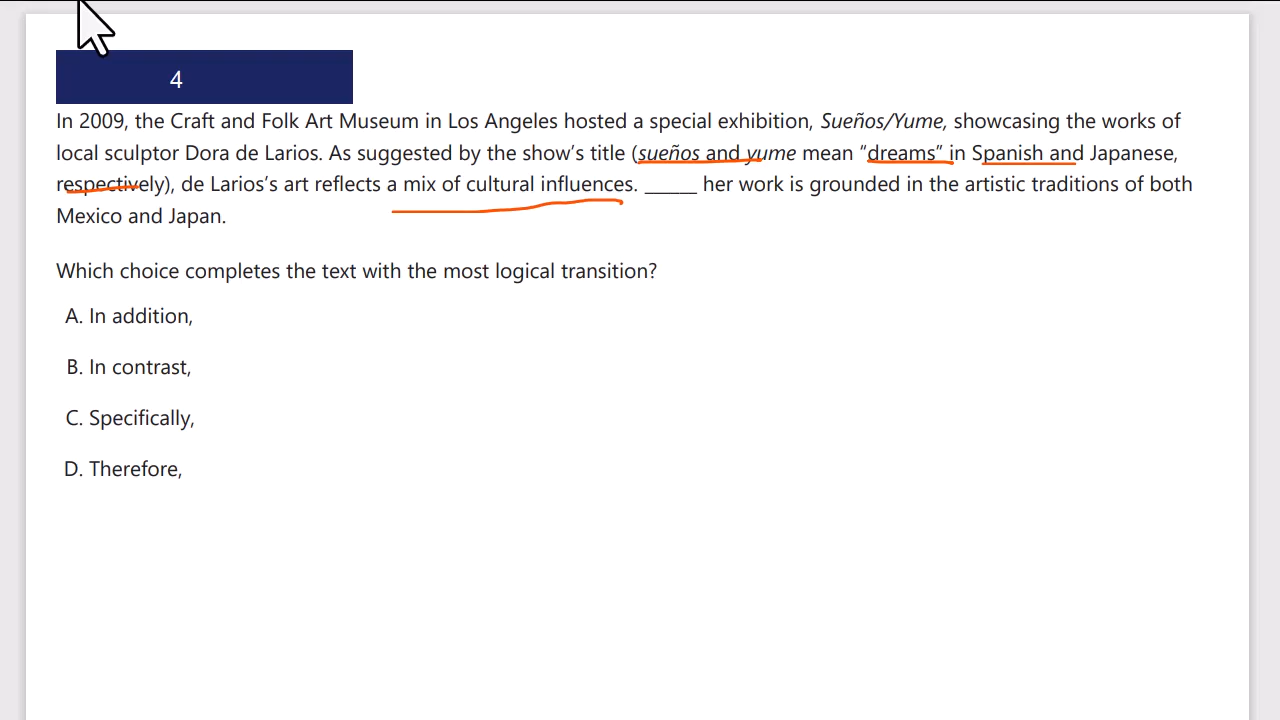 4
In 2009, the Craft and Folk Art Museum in Los Angeles hosted a special exhibition, Sueños/Yume, showcasing the works of
local sculptor Dora de Larios. As suggested by the show’s title (sueños and yume mean “dreams” in Spanish and Japanese,
respectively), de Larios’s art reflects a mix of cultural influences. _____ her work is grounded in the artistic traditions of both
Mexico and Japan.
Which choice completes the text with the most logical transition?
A. In addition,
B. In contrast,
C. Specifically,
D. Therefore,